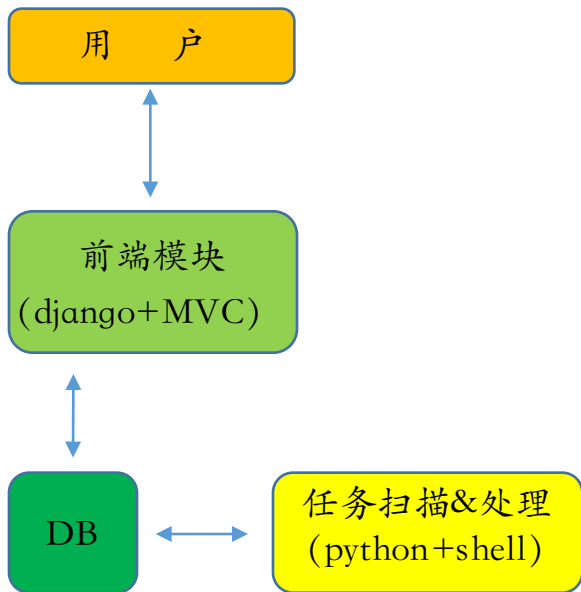 用 户
前端模块
(django+MVC)
DB
任务扫描&处理
(python+shell)